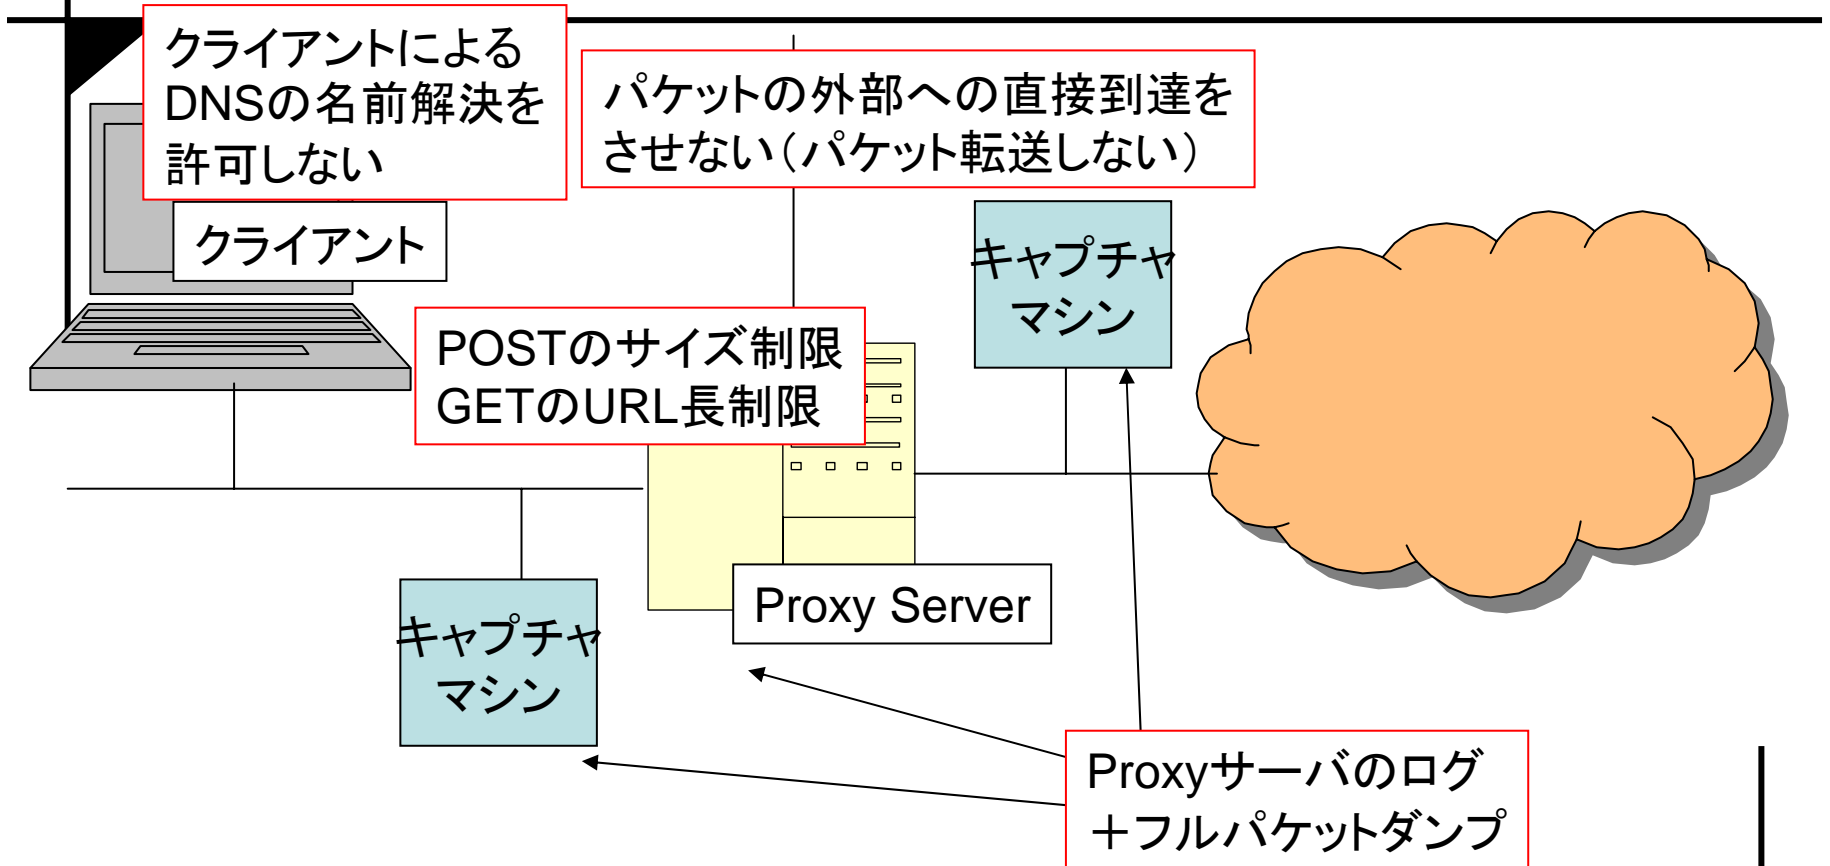 クライアントによる
DNSの名前解決を
許可しない
パケットの外部への直接到達を
させない（パケット転送しない）
クライアント
キャプチャ
マシン
POSTのサイズ制限
GETのURL長制限
Proxy Server
キャプチャ
マシン
Proxyサーバのログ
＋フルパケットダンプ